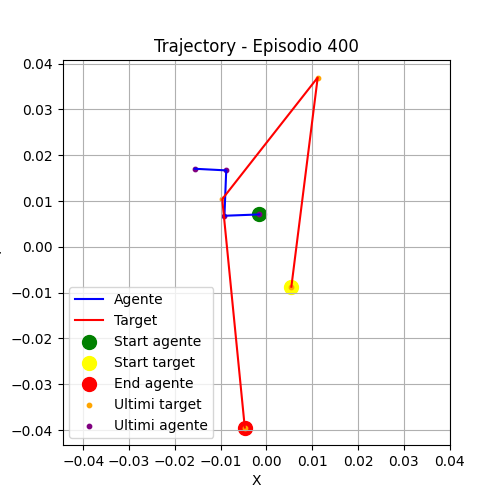 Trajectory - Episodio 400
0.04
0.03
0.02
0.01
0.00
−0.01
−0.02
−0.03
−0.04
Agente
Target
Start agente
Start target
End agente
Ultimi target
Ultimi agente
−0.04 −0.03 −0.02 −0.01 0.00 0.01 0.02 0.03 0.04
X